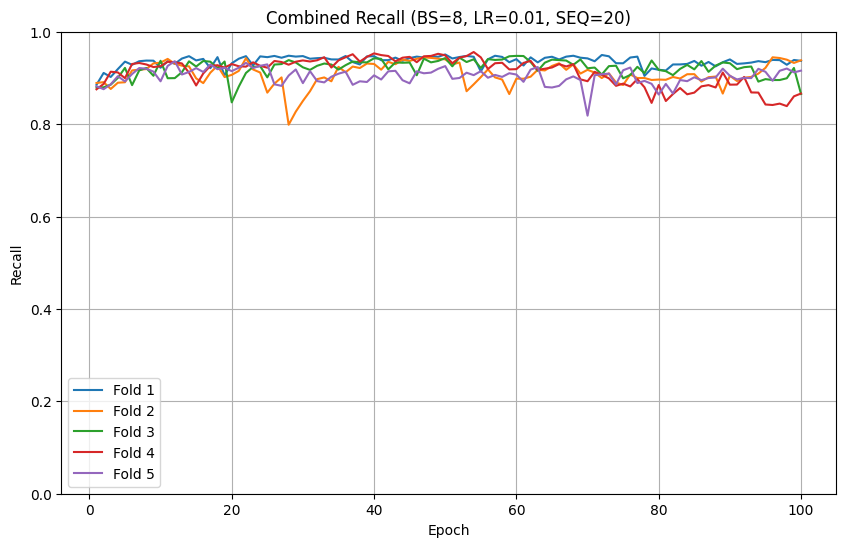 Combined Recall (BS=8, LR=0.01, SEQ=20)
1.0
0.8
0.6
0.4
0.2
0.0
Recall
Fold 1
Fold 2
Fold 3
Fold 4
Fold 5
0 20 40 60 80 100
Epoch